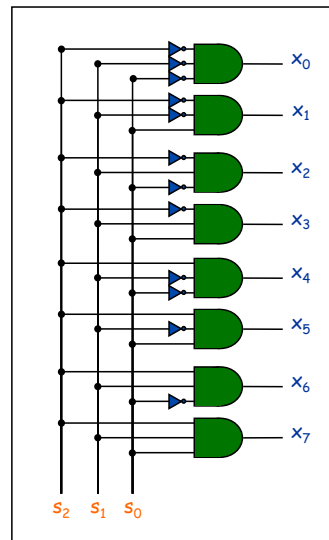 x₀
x₁
x₂
x₃
x₄
x₅
x₆
x₇
s₂ s₁ s₀